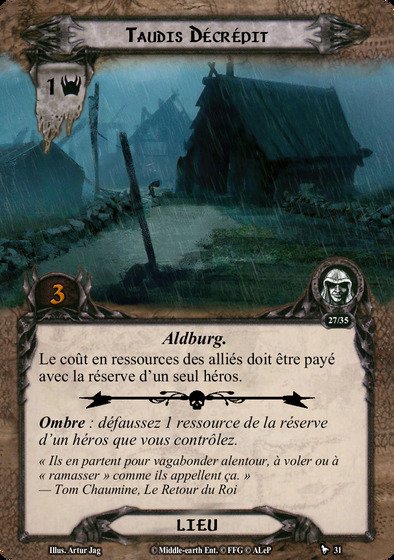 Taudis Décrépit
1
3
27/35
Aldburg.
Le coût en ressources des alliés doit être payé
avec la réserve d'un seul héros.
Ombre : défaussez 1 ressource de la réserve
d'un héros que vous contrôlez.
« Ils en partent pour vagabonder alentour, à voler ou à
« ramasser » comme ils appellent ça. »
— Tom Chaumine, Le Retour du Roi
LIEU
Illus. Artur Jag © Middle-earth Ent. © FFG © ALeP 31